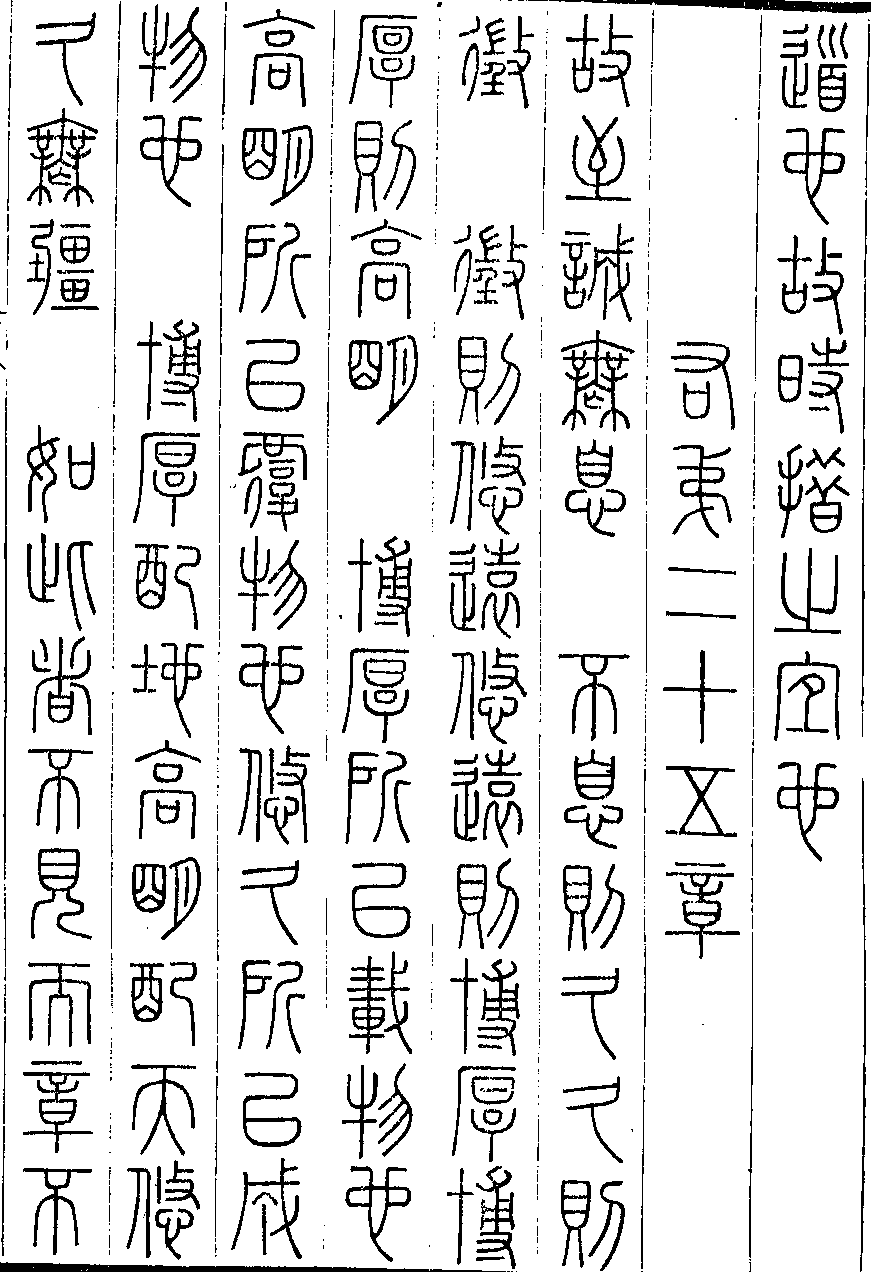 道也故時措之宜也
右弟二十五章
故至誠無息　不息則久久則
徵　徵則悠遠悠遠則博厚博
厚則高明　博厚所以載物也
高明所以覆物也悠久所以成
物也　博厚配地高明配天悠
久無疆　如此者不見而章不